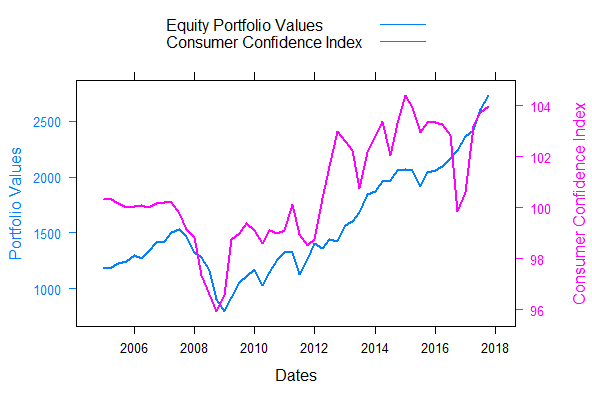 Equity Portfolio Values
Consumer Confidence Index
Portfolio Values
2500
2000
1500
1000
104
102
100
98
96
Consumer Confidence Index
2006 2008 2010 2012 2014 2016 2018
Dates